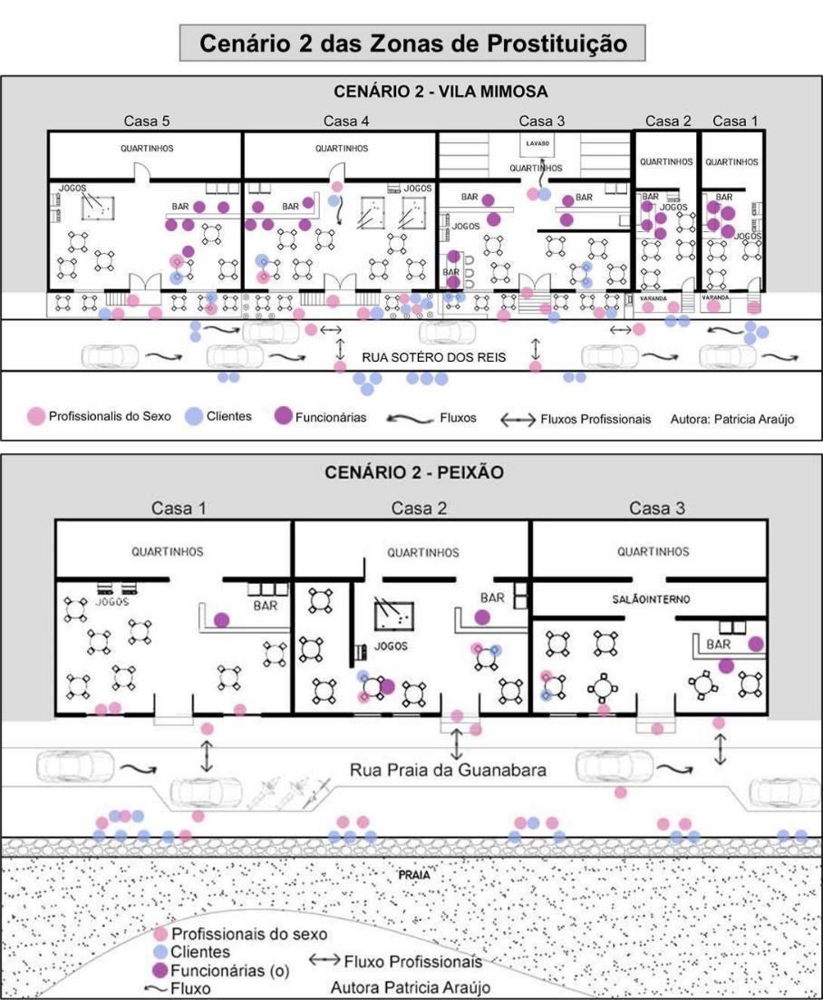 Cenário 2 das Zonas de Prostituição
CENÁRIO 2 - VILA MIMOSA
Casa 5
Casa 4
Casa 3
Casa 2
Casa 1
QUARTINHOS
QUARTINHOS
LAVABO
QUARTINHOS
QUARTINHOS
QUARTINHOS
JOGOS
BAR
BAR
JOGOS
BAR
BAR
JOGOS
BAR
BAR
JOGOS
BAR
JOGOS
VARANDA
VARANDA
RUA SOTÉRO DOS REIS
Profissionalis do Sexo
Clientes
Funcionárias
Fluxos
Fluxos Profissionais
Autora: Patricia Araújo
CENÁRIO 2 - PEIXÃO
Casa 1
Casa 2
Casa 3
QUARTINHOS
QUARTINHOS
QUARTINHOS
JOGOS
BAR
BAR
JOGOS
SALÃOINTERNO
BAR
Rua Praia da Guanabara
PRAIA
Profissionais do sexo
Clientes
Funcionárias (o)
Fluxo
Fluxo Profissionais
Autora Patricia Araújo